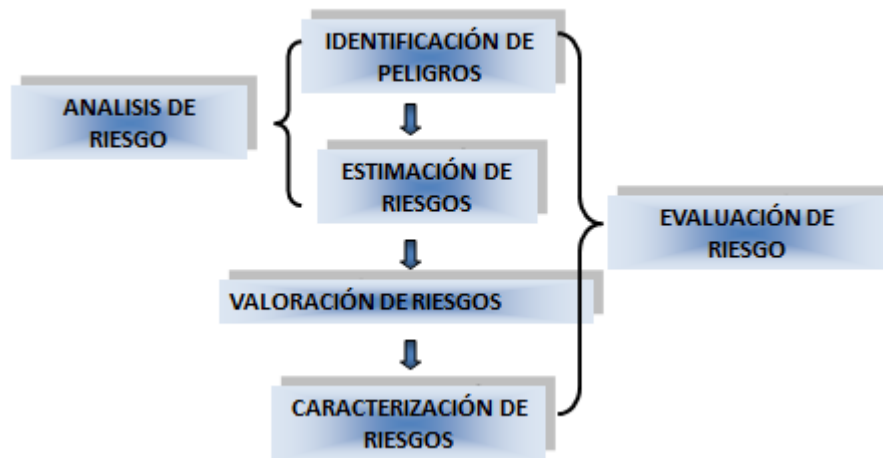 IDENTIFICACIÓN DE
PELIGROS
ANALISIS DE
RIESGO
ESTIMACIÓN DE
RIESGOS
EVALUACIÓN DE
RIESGO
VALORACIÓN DE RIESGOS
CARACTERIZACIÓN DE
RIESGOS